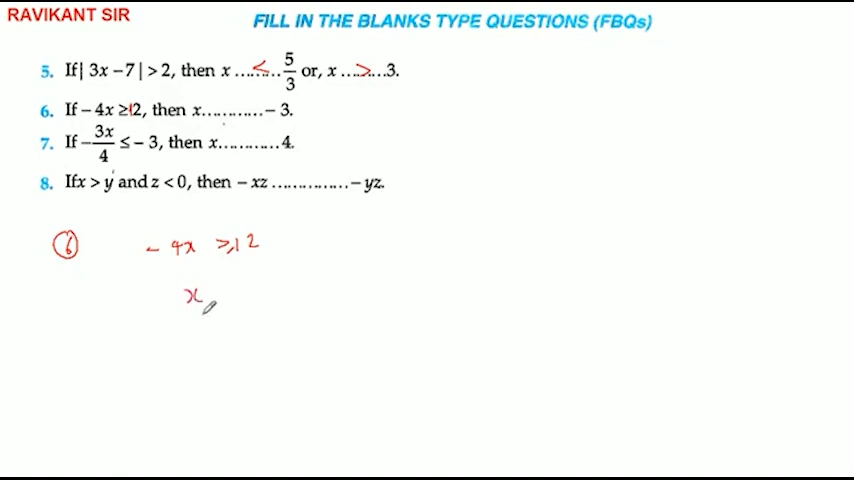 RAVIKANT SIR
FILL IN THE BLANKS TYPE QUESTIONS (FBQs)
5. If| 3x – 7| > 2, then x ....<.... 5/3 or, x ....>....3.
6. If – 4x ≥12, then x............– 3.
7. If – 3x/4 ≤ – 3, then x............4.
8. Ifx > y and z < 0, then – xz ............... – yz.
6 - 4x ≥ 12
x